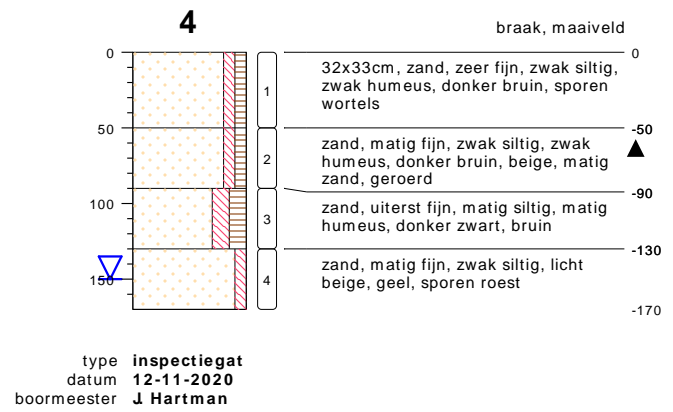 4
braak, maaiveld
0
0
32x33cm, zand, zeer fijn, zwak siltig,
zwak humeus, donker bruin, sporen
wortels
1
50
-50
zand, matig fijn, zwak siltig, zwak
humeus, donker bruin, beige, matig
zand, geroerd
2
-90
100
zand, uiterst fijn, matig siltig, matig
humeus, donker zwart, bruin
3
-130
zand, matig fijn, zwak siltig, licht
beige, geel, sporen roest
150
4
-170
type inspectiegat
datum 12-11-2020
boormeester J. Hartman